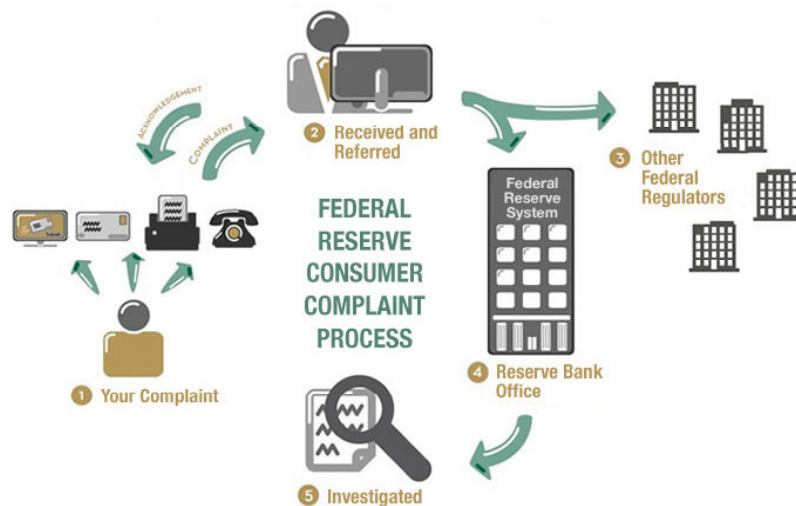 ACKNOWLEDGEMENT
COMPLAINT
2 Received and
Referred
3 Other
Federal
Regulators
Federal
Reserve
System
FEDERAL
RESERVE
CONSUMER
COMPLAINT
PROCESS
1 Your Complaint
4 Reserve Bank
Office
5 Investigated